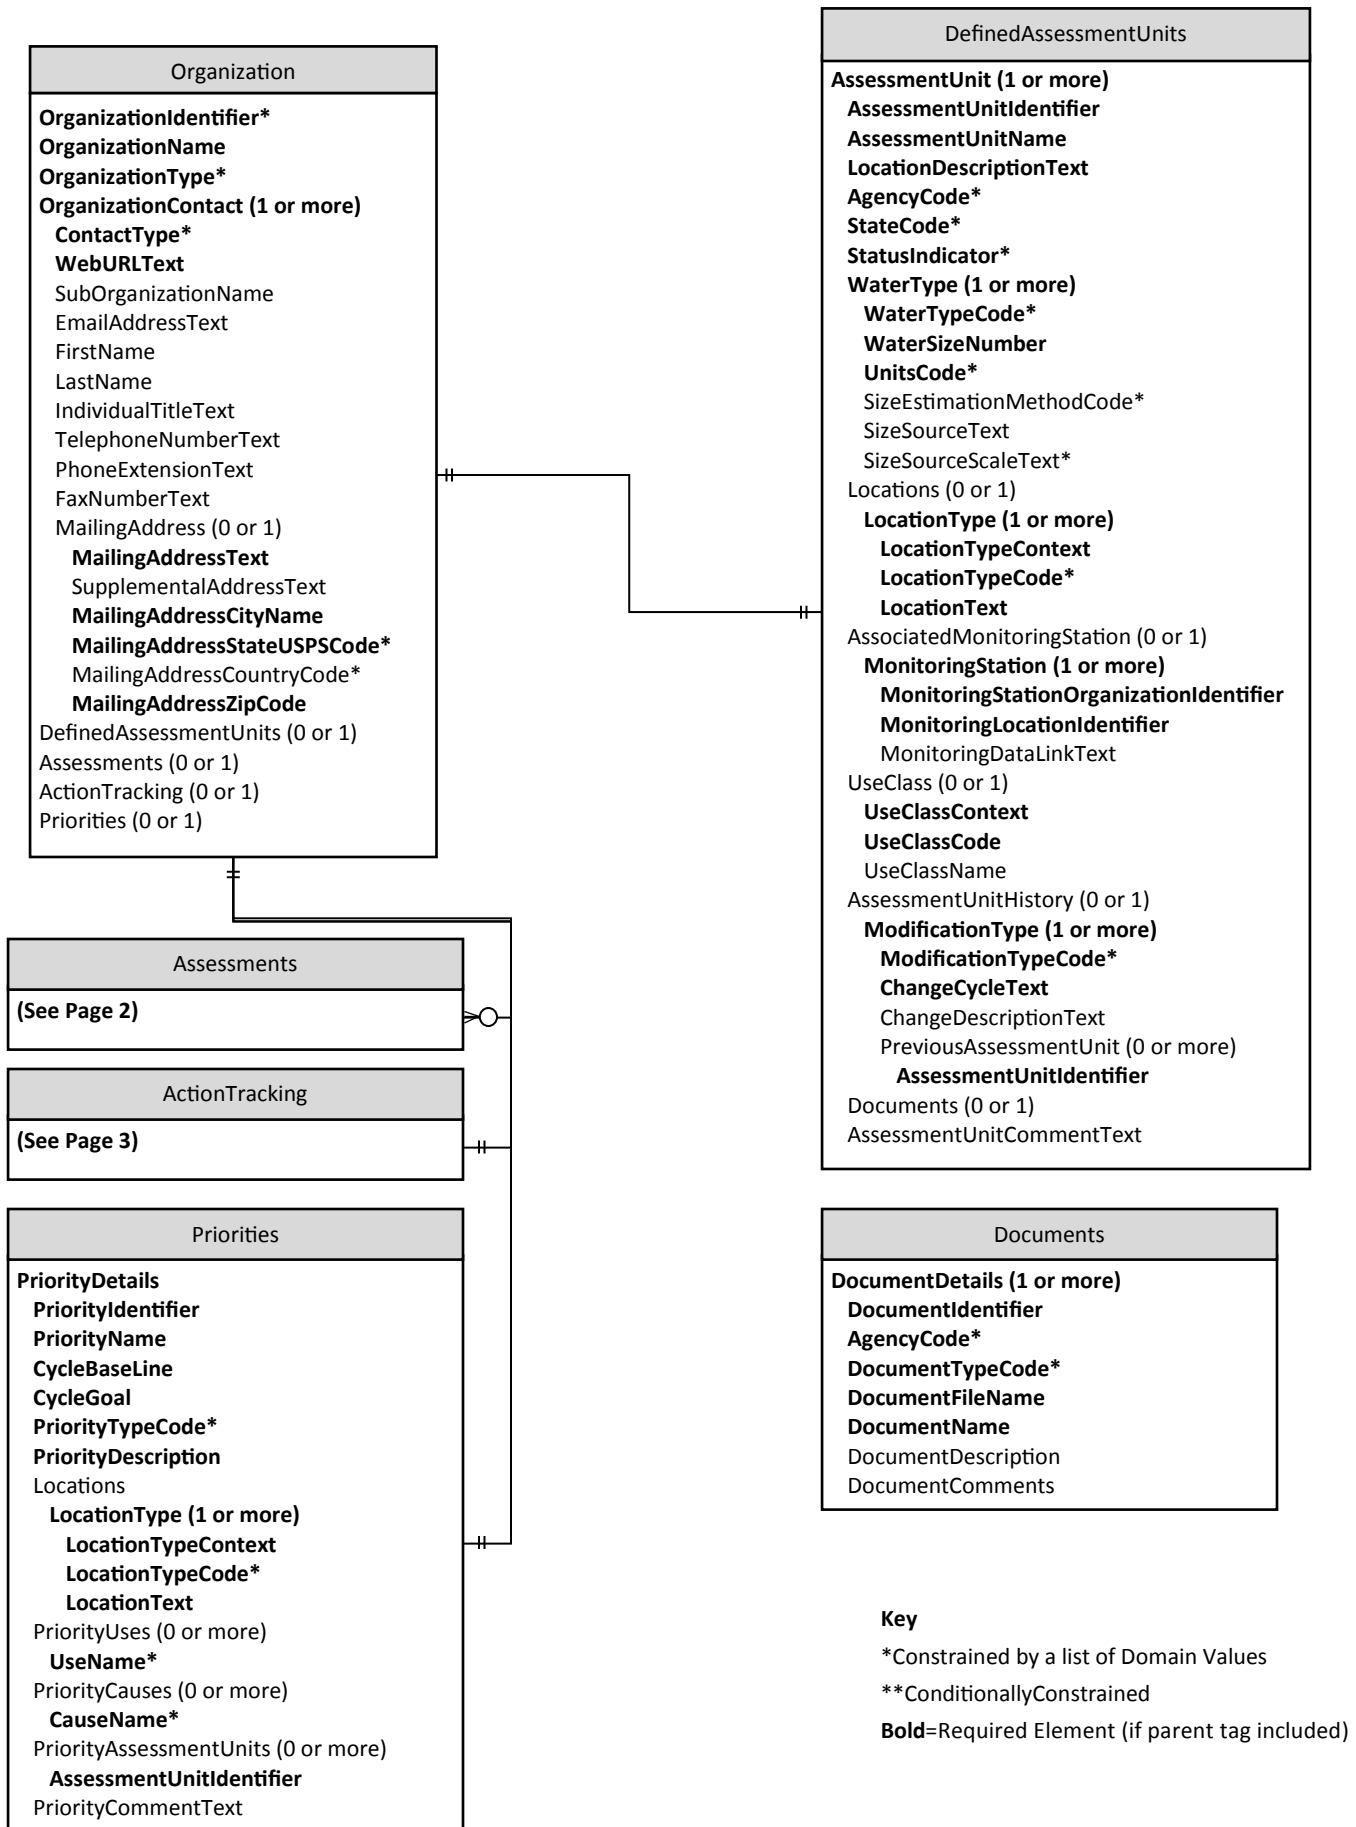 Organization
OrganizationIdentifier*
OrganizationName
OrganizationType*
OrganizationContact (1 or more)
ContactType*
WebURLText
SubOrganizationName
EmailAddressText
FirstName
LastName
IndividualTitleText
TelephoneNumberText
PhoneExtensionText
FaxNumberText
MailingAddress (0 or 1)
MailingAddressText
SupplementalAddressText
MailingAddressCityName
MailingAddressStateUSPSCode*
MailingAddressCountryCode*
MailingAddressZipCode
DefinedAssessmentUnits (0 or 1)
Assessments (0 or 1)
ActionTracking (0 or 1)
Priorities (0 or 1)
Assessments
(See Page 2)
ActionTracking
(See Page 3)
Priorities
PriorityDetails
PriorityIdentifier
PriorityName
CycleBaseLine
CycleGoal
PriorityTypeCode*
PriorityDescription
Locations
LocationType (1 or more)
LocationTypeContext
LocationTypeCode*
LocationText
PriorityUses (0 or more)
UseName*
PriorityCauses (0 or more)
CauseName*
PriorityAssessmentUnits (0 or more)
AssessmentUnitIdentifier
PriorityCommentText
DefinedAssessmentUnits
AssessmentUnit (1 or more)
AssessmentUnitIdentifier
AssessmentUnitName
LocationDescriptionText
AgencyCode*
StateCode*
StatusIndicator*
WaterType (1 or more)
WaterTypeCode*
WaterSizeNumber
UnitsCode*
SizeEstimationMethodCode*
SizeSourceText
SizeSourceScaleText*
Locations (0 or 1)
LocationType (1 or more)
LocationTypeContext
LocationTypeCode*
LocationText
AssociatedMonitoringStation (0 or 1)
MonitoringStation (1 or more)
MonitoringStationOrganizationIdentifier
MonitoringLocationIdentifier
MonitoringDataLinkText
UseClass (0 or 1)
UseClassContext
UseClassCode
UseClassName
AssessmentUnitHistory (0 or 1)
ModificationType (1 or more)
ModificationTypeCode*
ChangeCycleText
ChangeDescriptionText
PreviousAssessmentUnit (0 or more)
AssessmentUnitIdentifier
Documents (0 or 1)
AssessmentUnitCommentText
Documents
DocumentDetails (1 or more)
DocumentIdentifier
AgencyCode*
DocumentTypeCode*
DocumentFileName
DocumentName
DocumentDescription
DocumentComments
Key
*Constrained by a list of Domain Values
**ConditionallyConstrained
Bold=Required Element (if parent tag included)